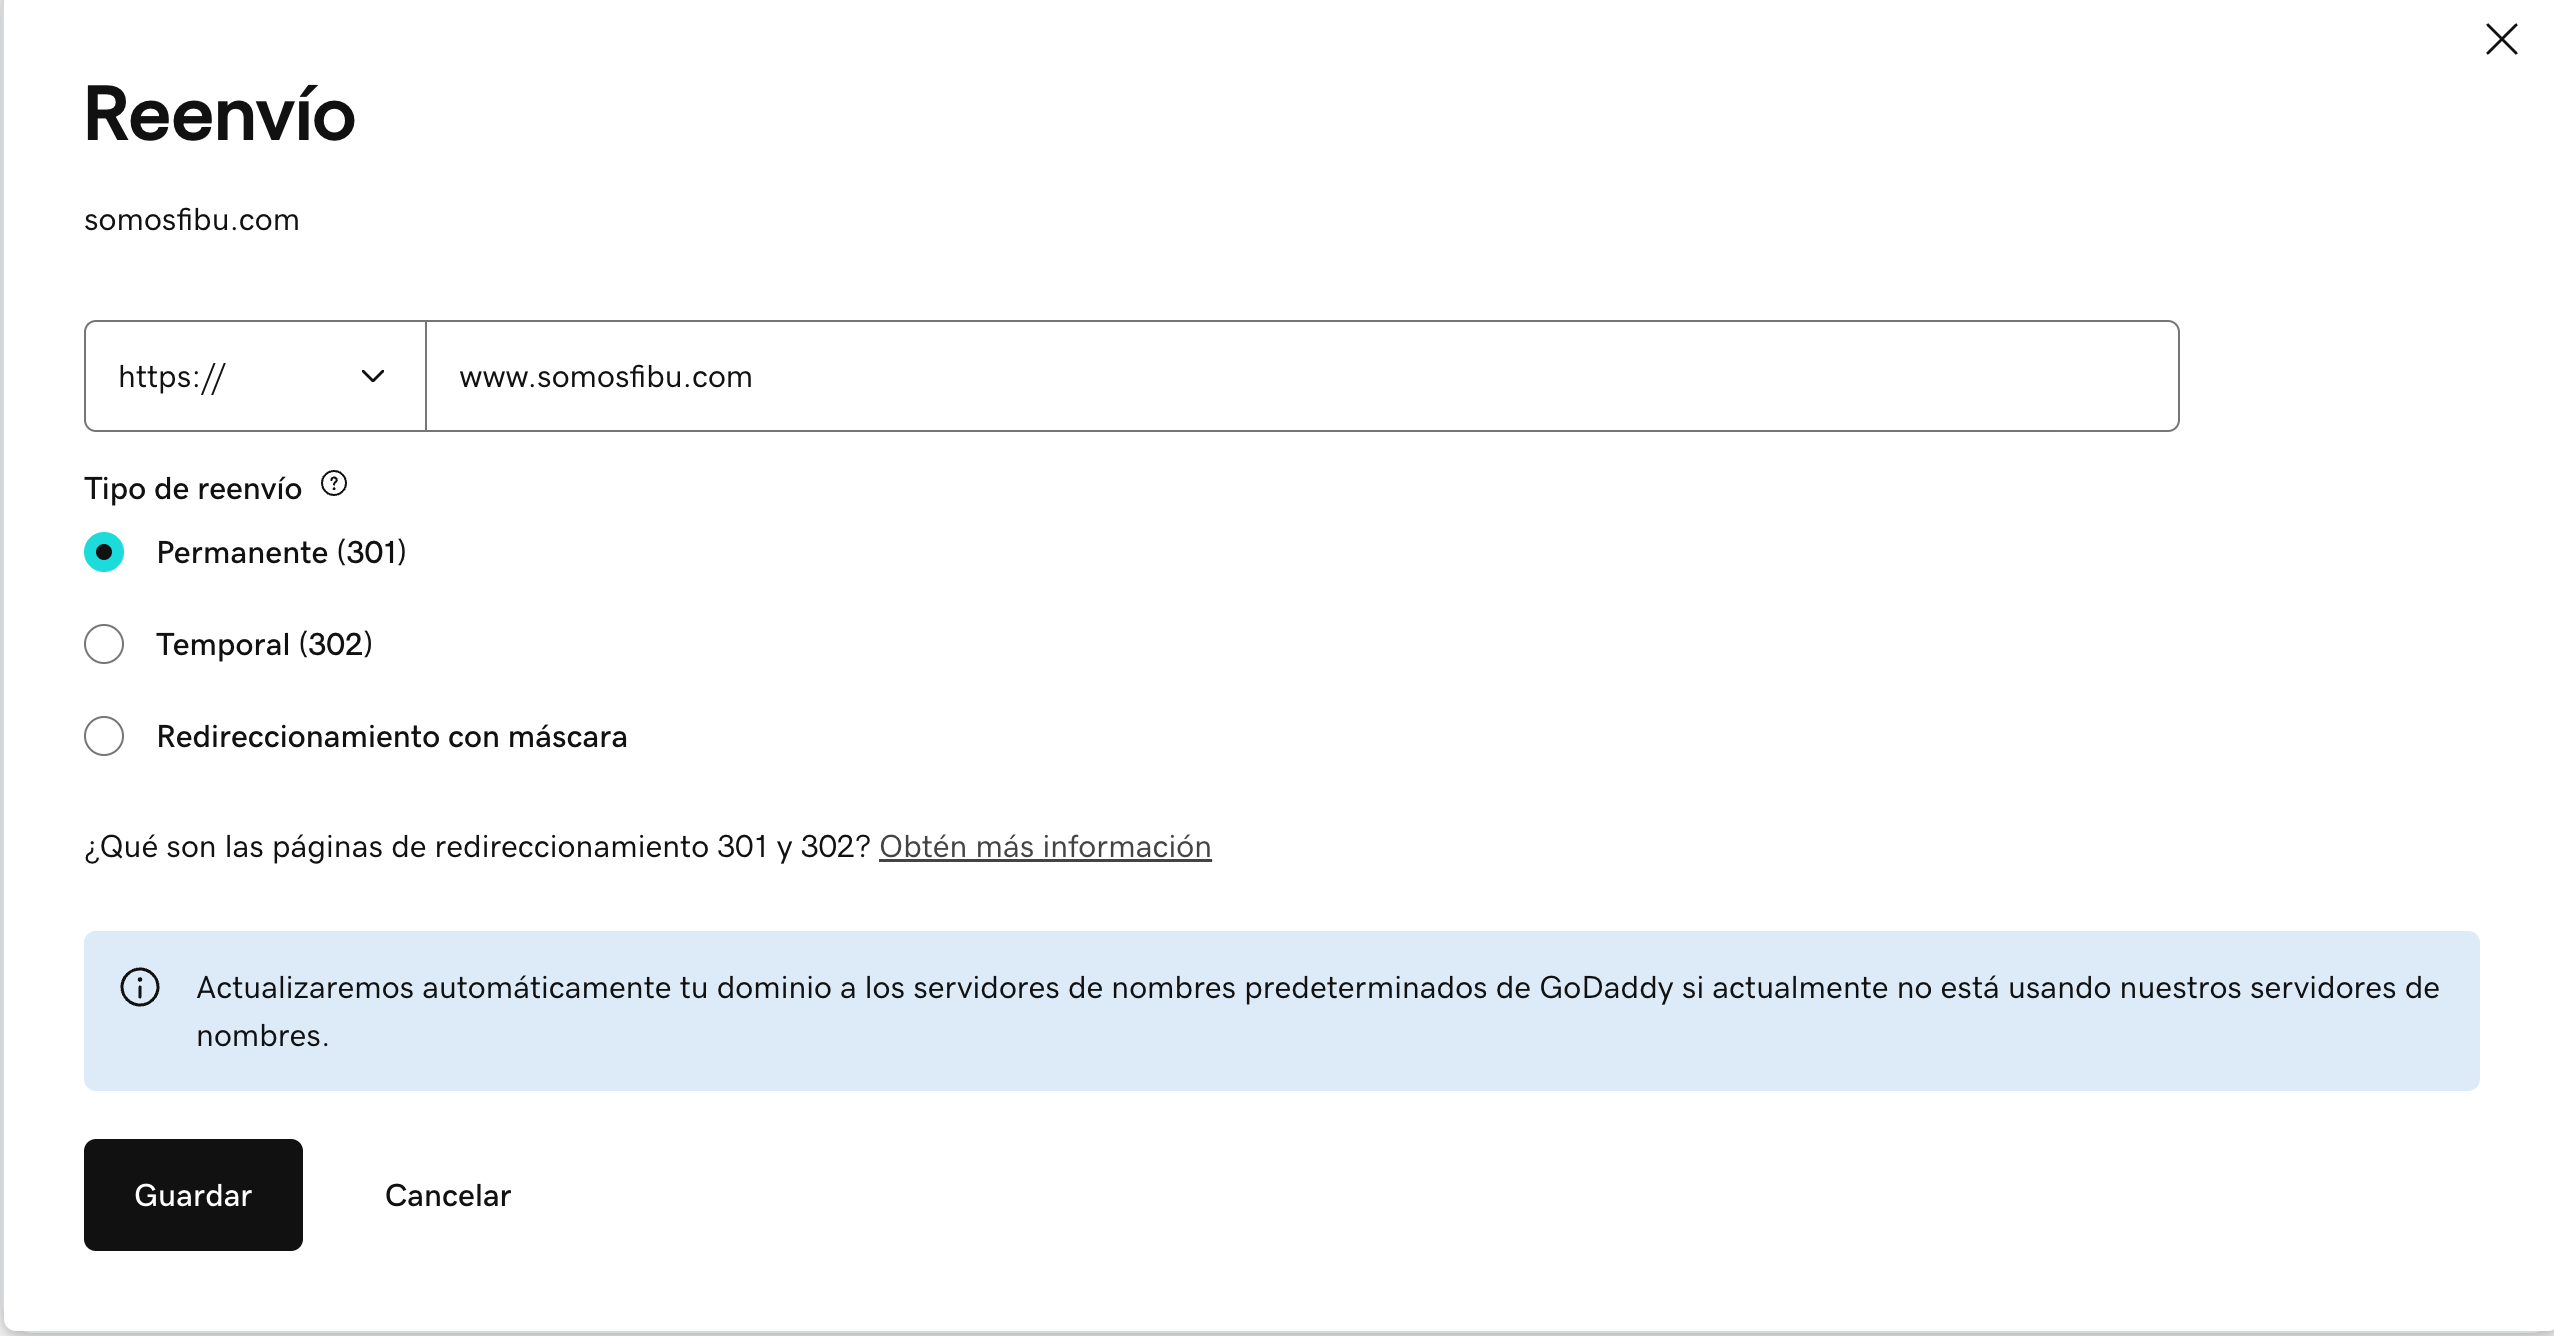 Reenvío
somosfibu.com
https://
www.somosfibu.com
Tipo de reenvío ?
Permanente (301)
Temporal (302)
Redireccionamiento con máscara
¿Qué son las páginas de redireccionamiento 301 y 302? Obtén más información
Actualizaremos automáticamente tu dominio a los servidores de nombres predeterminados de GoDaddy si actualmente no está usando nuestros servidores de
nombres.
Guardar
Cancelar